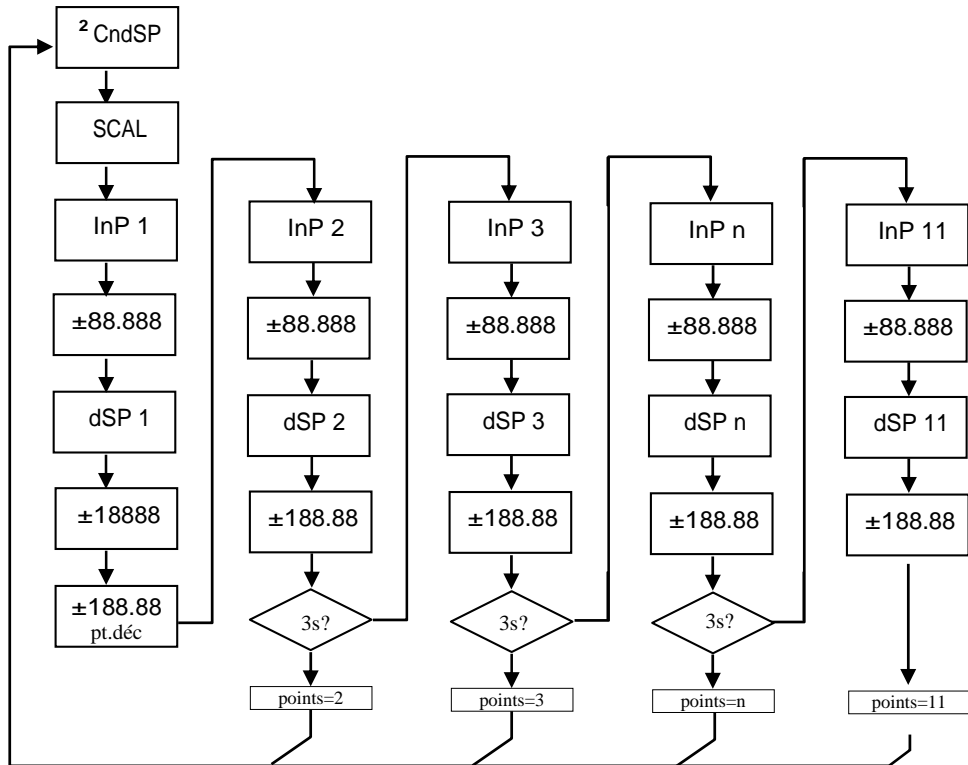 ² CndSP
SCAL
InP 1
±88.888
dSP 1
±18888
±188.88
pt.déc
InP 2
±88.888
dSP 2
±188.88
3s?
points=2
InP 3
±88.888
dSP 3
±188.88
3s?
points=3
InP n
±88.888
dSP n
±188.88
3s?
points=n
InP 11
±88.888
dSP 11
±188.88
points=11